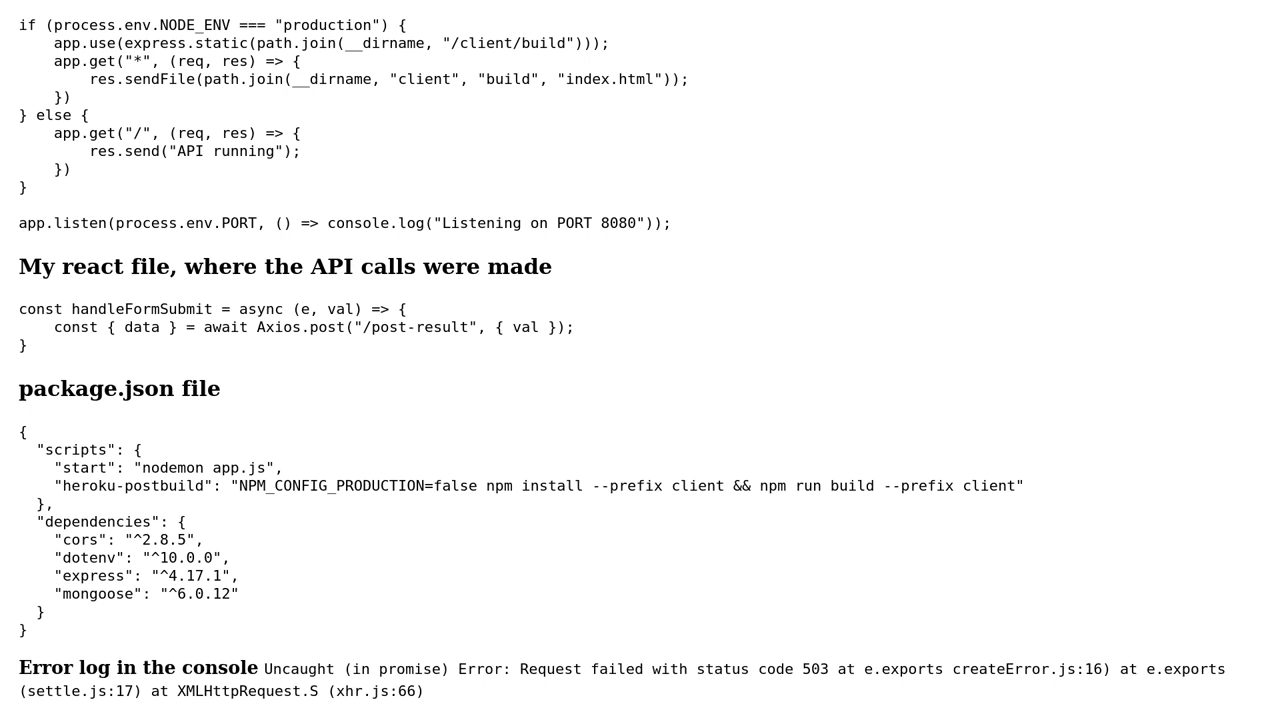 if (process.env.NODE_ENV === "production") {
    app.use(express.static(path.join(__dirname, "/client/build")));
    app.get("*", (req, res) => {
        res.sendFile(path.join(__dirname, "client", "build", "index.html"));
    })
} else {
    app.get("/", (req, res) => {
        res.send("API running");
    })
}

app.listen(process.env.PORT, () => console.log("Listening on PORT 8080"));
My react file, where the API calls were made
const handleFormSubmit = async (e, val) => {
    const { data } = await Axios.post("/post-result", { val });
}
package.json file
{
  "scripts": {
    "start": "nodemon app.js",
    "heroku-postbuild": "NPM_CONFIG_PRODUCTION=false npm install --prefix client && npm run build --prefix client"
  },
  "dependencies": {
    "cors": "^2.8.5",
    "dotenv": "^10.0.0",
    "express": "^4.17.1",
    "mongoose": "^6.0.12"
  }
}
Error log in the console Uncaught (in promise) Error: Request failed with status code 503 at e.exports createError.js:16) at e.exports
(settle.js:17) at XMLHttpRequest.S (xhr.js:66)